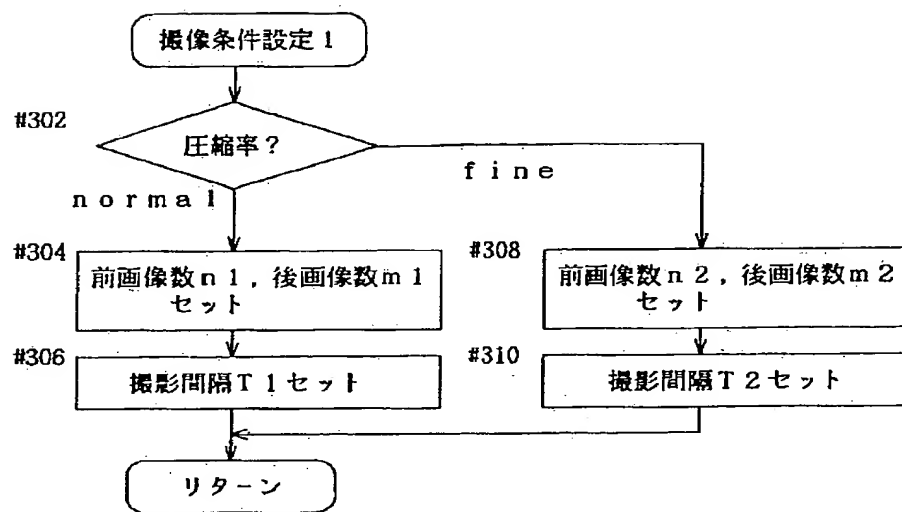 撮像条件設定1
#302
圧縮率？
fine
normal
#304
前画像数n1，後画像数m1
セット
#308
前画像数n2，後画像数m2
セット
#306
撮影間隔T1セット
#310
撮影間隔T2セット
リターン